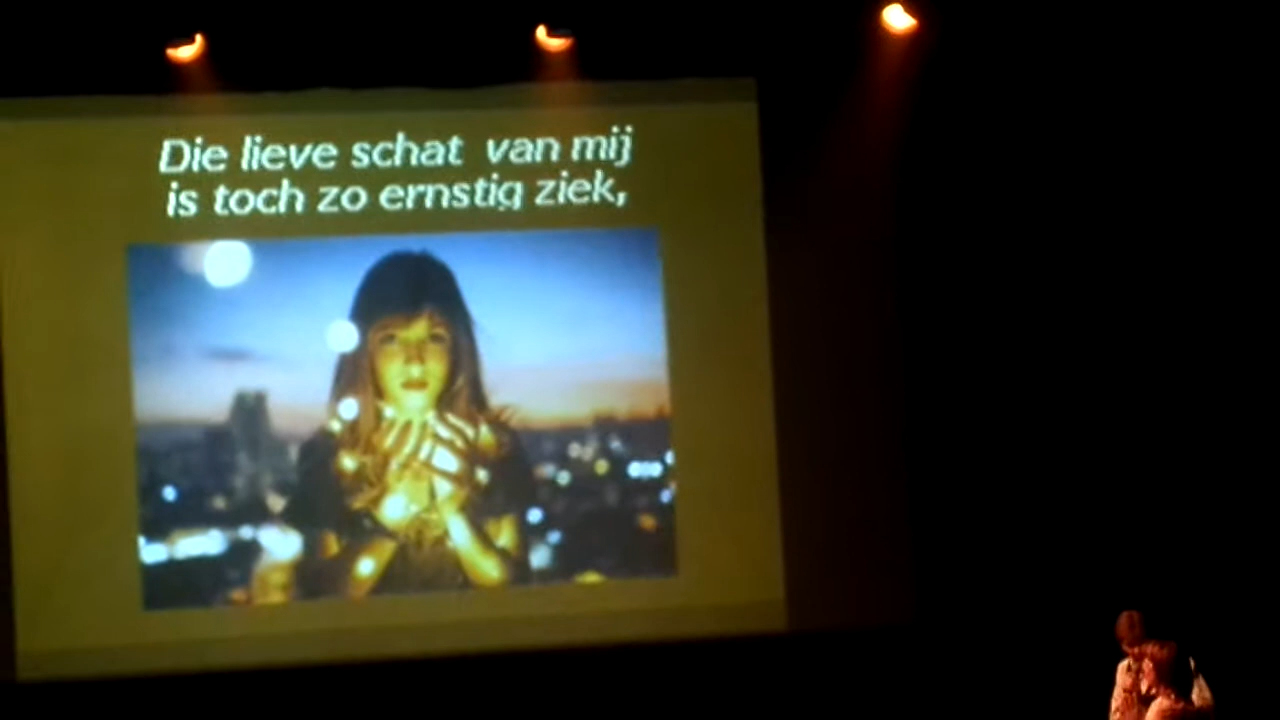 Die lieve schat van mij
is toch zo ernstig ziek,